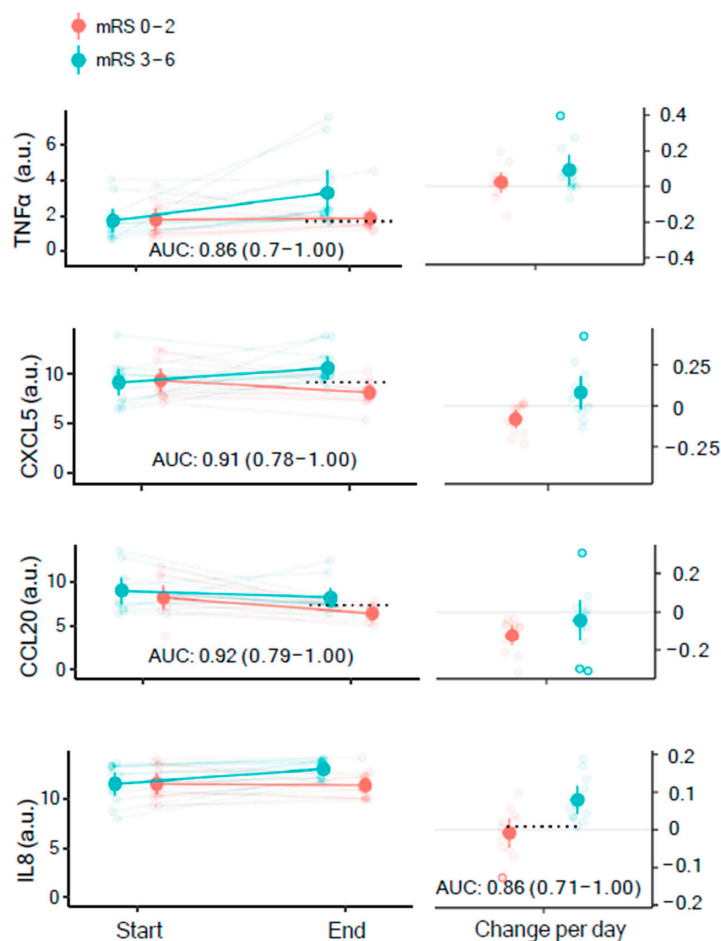 mRS 0–2
mRS 3–6
TNFα (a.u.)
6
4
2
0
AUC: 0.86 (0.7–1.00)
0.4
0.2
0
−0.2
−0.4
CXCL5 (a.u.)
10
5
0
AUC: 0.91 (0.78–1.00)
0.25
0
−0.25
CCL20 (a.u.)
10
5
0
AUC: 0.92 (0.79–1.00)
0.2
0
−0.2
IL8 (a.u.)
10
0
0.2
0.1
0
−0.1
−0.2
AUC: 0.86 (0.71–1.00)
Start End Change per day